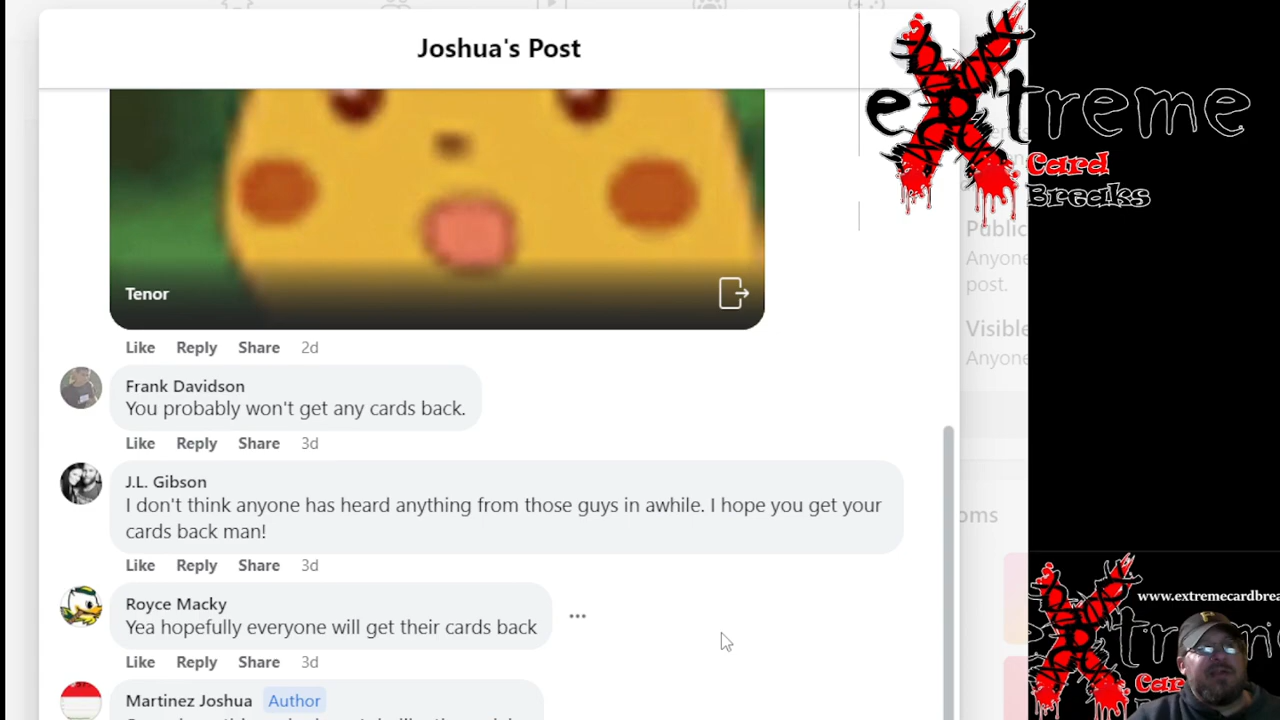 Joshua's Post
eXtreme
Card
Breaks
Public
Anyone
post.
Visible
Anyone
Tenor
Like Reply Share 2d
Frank Davidson
You probably won't get any cards back.
Like Reply Share 3d
J.L. Gibson
I don't think anyone has heard anything from those guys in awhile. I hope you get your
cards back man!
Like Reply Share 3d
oms
Royce Macky
Yea hopefully everyone will get their cards back
Like Reply Share 3d
Martinez Joshua Author
www.extremecardbrea